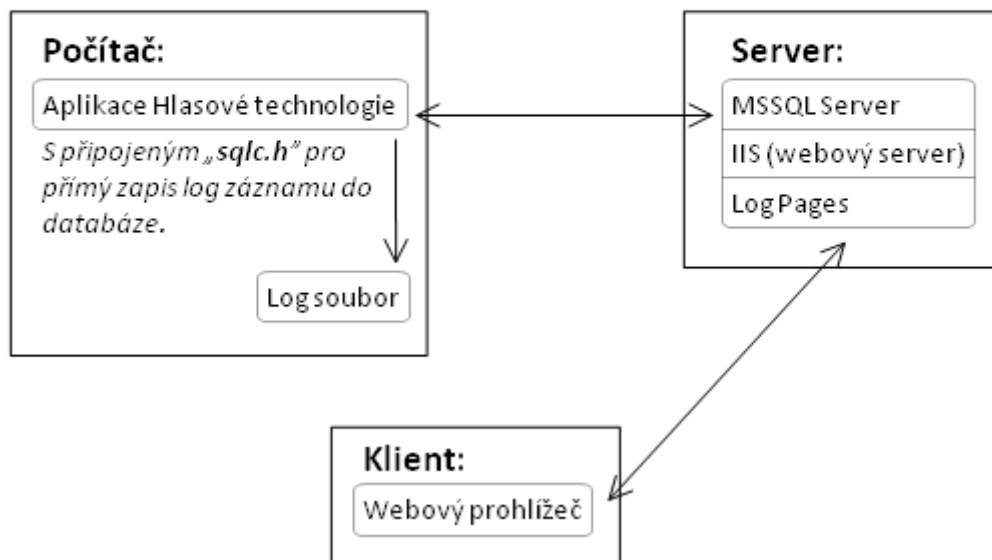 Počítač:
Aplikace Hlasové technologie
S připojeným „sqlc.h” pro
přímý zapis log záznamu do
databáze.
Log soubor
Server:
MSSQL Server
IIS (webový server)
Log Pages
Klient:
Webový prohlížeč